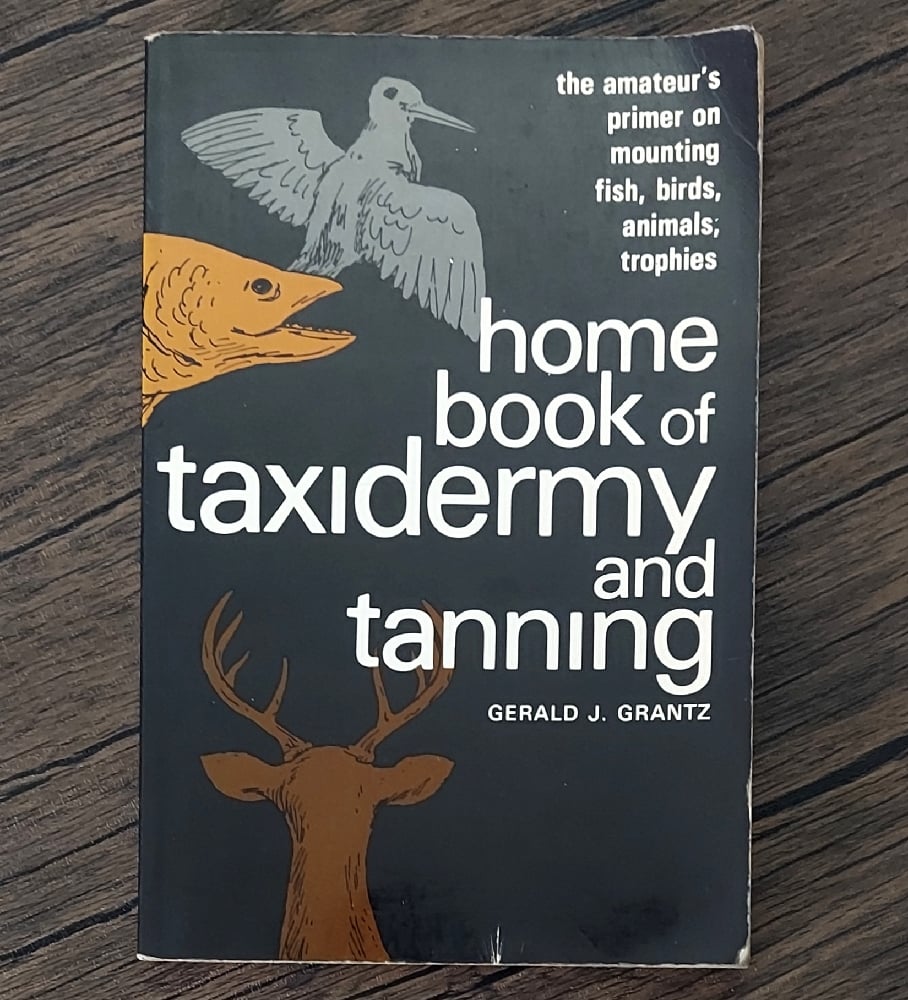 the amateur's
primer on
mounting
fish, birds,
animals,
trophies
home
book of
taxidermy
and
tanning
GERALD J. GRANTZ